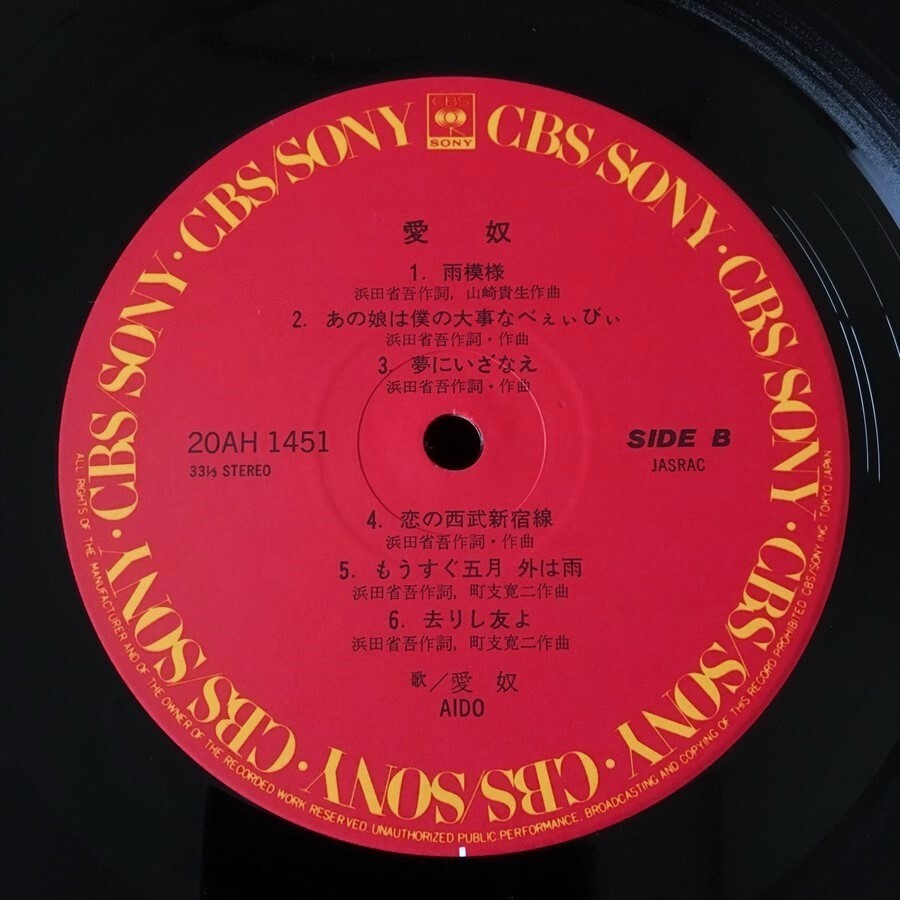 CBS
SONY
CBS/SONY · CBS/SONY · CBS/SONY · CBS/SONY · CBS/SONY · CBS/SONY · CBS/SONY · CBS/SONY
愛 奴
1. 雨模様
浜田省吾作詞, 山崎貴生作曲
2. あの娘は僕の大事なべぇぃびぃ
浜田省吾作詞・作曲
3. 夢にいざなえ
浜田省吾作詞・作曲
20AH 1451
33⅓ STEREO
SIDE B
JASRAC
4. 恋の西武新宿線
浜田省吾作詞・作曲
5. もうすぐ五月 外は雨
浜田省吾作詞, 町支寛二作曲
6. 去りし友よ
浜田省吾作詞, 町支寛二作曲
歌／愛 奴
AIDO
ALL RIGHTS OF THE MANUFACTURER AND OF THE OWNER OF THE RECORDED WORK RESERVED. UNAUTHORIZED PUBLIC PERFORMANCE, BROADCASTING AND COPYING OF THIS RECORD PROHIBITED CBS/SONY INC. TOKYO JAPAN